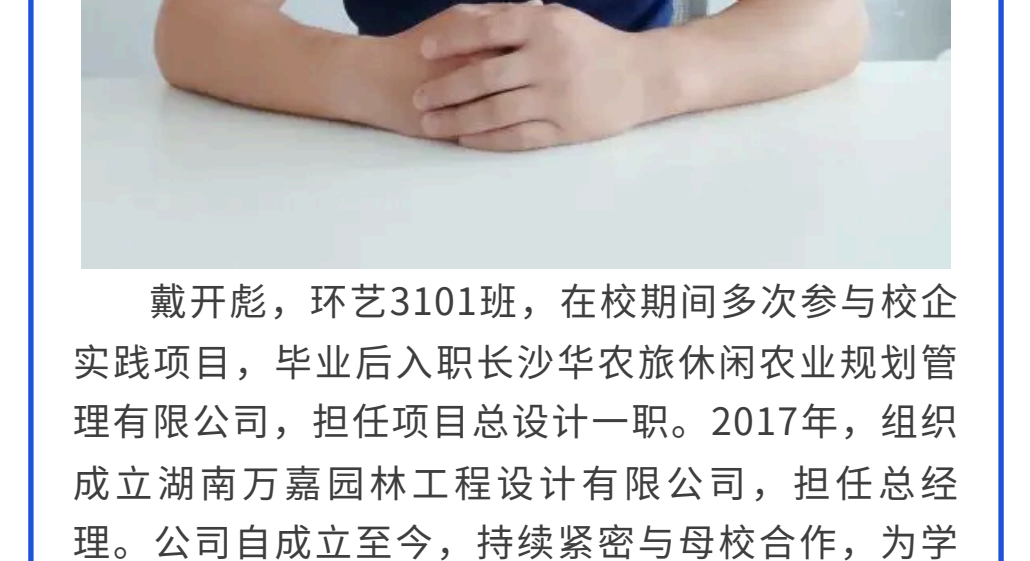 戴开彪，环艺3101班，在校期间多次参与校企
实践项目，毕业后入职长沙华农旅休闲农业规划管
理有限公司，担任项目总设计一职。2017年，组织
成立湖南万嘉园林工程设计有限公司，担任总经
理。公司自成立至今，持续紧密与母校合作，为学